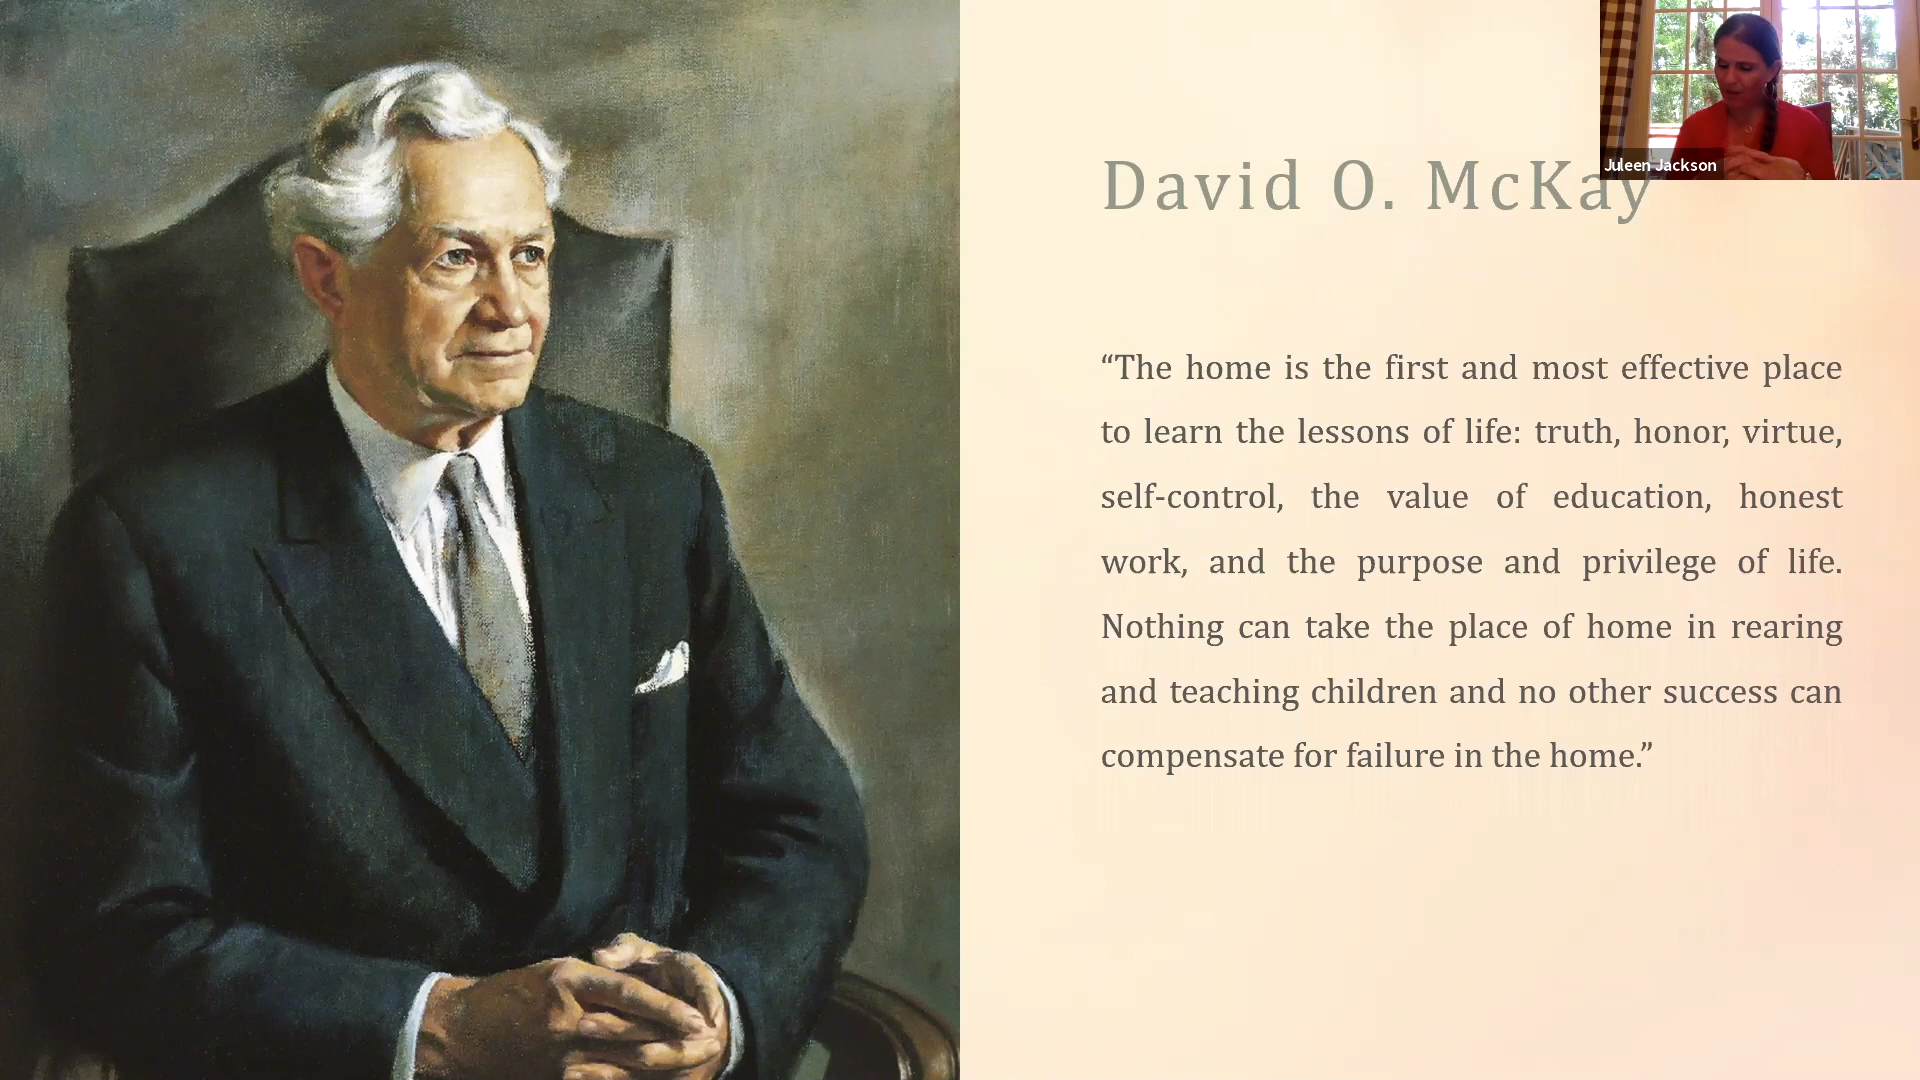 Juleen Jackson
David O. McKay
“The home is the first and most effective place
to learn the lessons of life: truth, honor, virtue,
self-control, the value of education, honest
work, and the purpose and privilege of life.
Nothing can take the place of home in rearing
and teaching children and no other success can
compensate for failure in the home.”